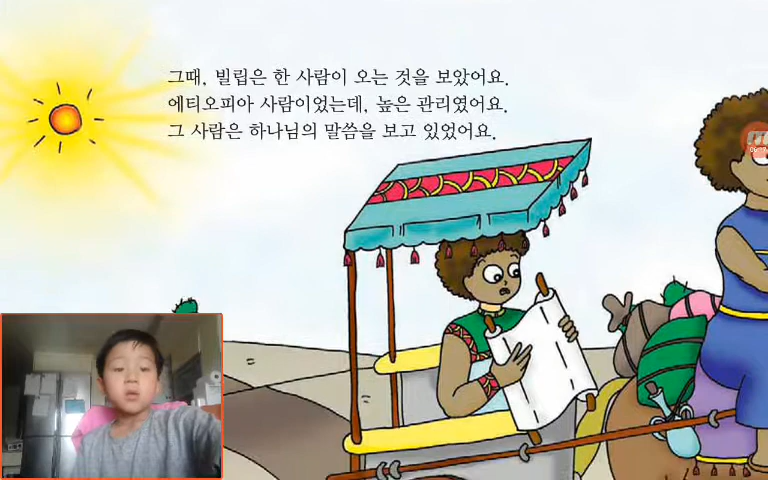 그때, 빌립은 한 사람이 오는 것을 보았어요.
에티오피아 사람이었는데, 높은 관리였어요.
그 사람은 하나님의 말씀을 보고 있었어요.